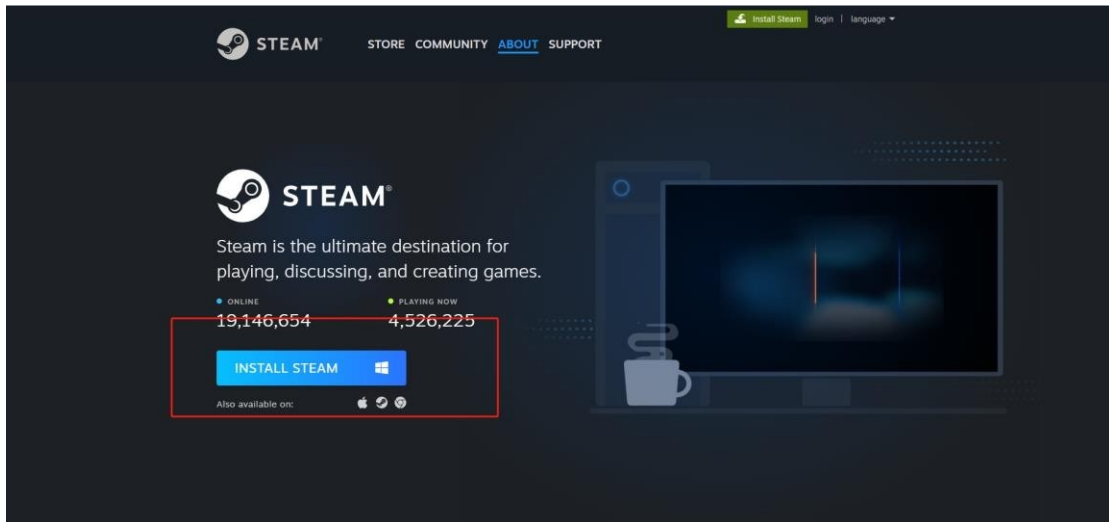 Install Steam login | language
STEAM® STORE COMMUNITY ABOUT SUPPORT
STEAM®
Steam is the ultimate destination for
playing, discussing, and creating games.
ONLINE PLAYING NOW
19,146,654 4,526,225
INSTALL STEAM
Also available on: